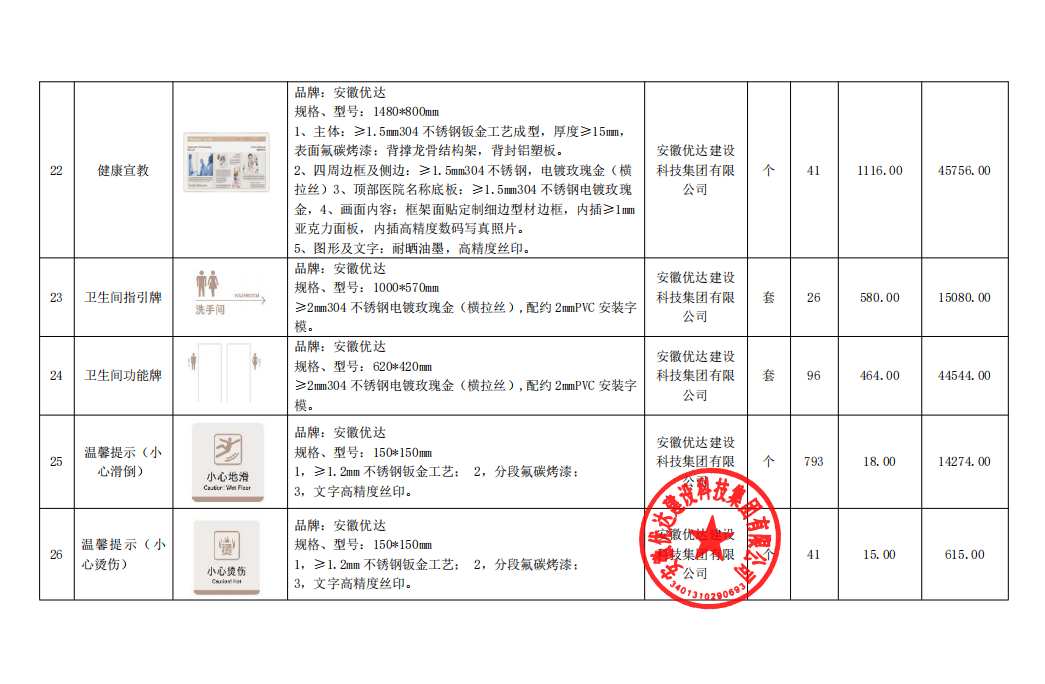 22
健康宣教
品牌：安徽优达
规格、型号：1480*800mm
1、主体：≥1.5mm304 不锈钢钣金工艺成型，厚度≥15mm，
表面氟碳烤漆；背撑龙骨结构架，背封铝塑板。
2、四周边框及侧边：≥1.5mm304 不锈钢，电镀玫瑰金（横
拉丝）3、顶部医院名称底板：≥1.5mm304 不锈钢电镀玫瑰
金，4、画面内容：框架面贴定制细边型材边框，内插≥1mm
亚克力面板，内插高精度数码写真照片。
5、图形及文字：耐晒油墨，高精度丝印。
安徽优达建设
科技集团有限
公司
个
41
1116.00
45756.00
23
卫生间指引牌
WASHROOM
洗手间
品牌：安徽优达
规格、型号：1000*570mm
≥2mm304 不锈钢电镀玫瑰金（横拉丝）,配约 2mmPVC 安装字
模。
安徽优达建设
科技集团有限
公司
套
26
580.00
15080.00
24
卫生间功能牌
品牌：安徽优达
规格、型号：620*420mm
≥2mm304 不锈钢电镀玫瑰金（横拉丝）,配约 2mmPVC 安装字
模。
安徽优达建设
科技集团有限
公司
套
96
464.00
44544.00
25
温馨提示（小
心滑倒）
小心地滑
Caution! Wet Floor
品牌：安徽优达
规格、型号：150*150mm
1，≥1.2mm 不锈钢钣金工艺； 2，分段氟碳烤漆；
3，文字高精度丝印。
安徽优达建设
科技集团有限
公司
个
793
18.00
14274.00
26
温馨提示（小
心烫伤）
小心烫伤
Caution! Hot
品牌：安徽优达
规格、型号：150*150mm
1，≥1.2mm 不锈钢钣金工艺； 2，分段氟碳烤漆；
3，文字高精度丝印。
安徽优达建设
科技集团有限
公司
个
41
15.00
615.00
安徽优达建设科技集团有限公司
3401310290693